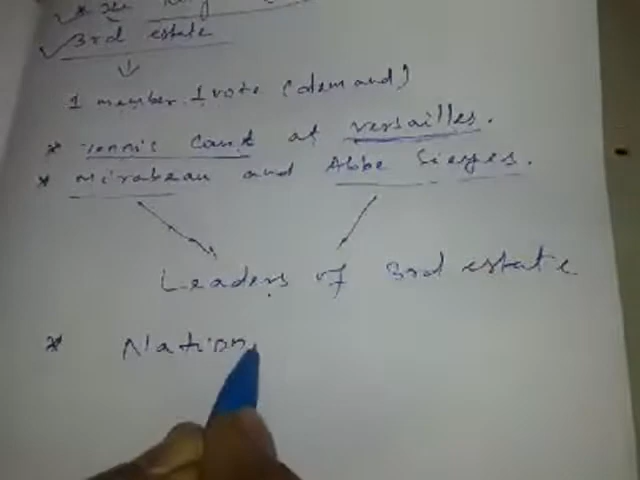 3rd estate
1 member 1 vote (demand)
* Tennis Court at versailles.
* Mirabeau and Abbe Sieyes.
Leaders of 3rd estate
* Nation